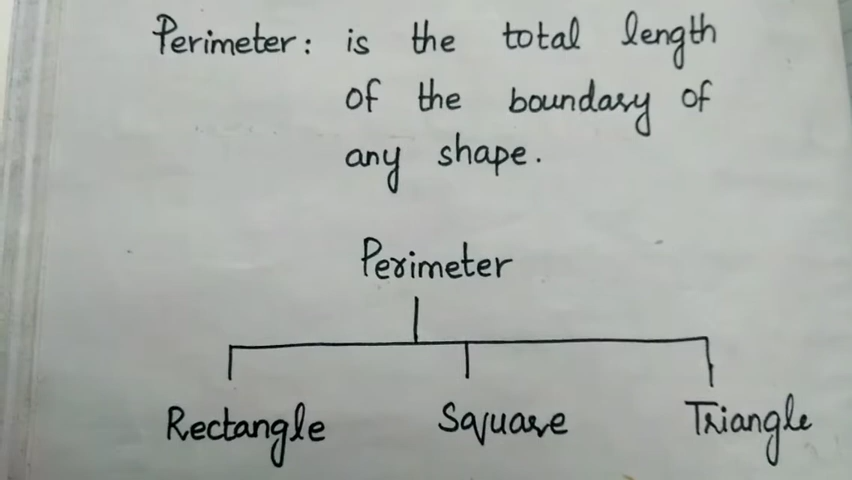 Perimeter: is the total length
of the boundary of
any shape.
Perimeter
Rectangle Square Triangle